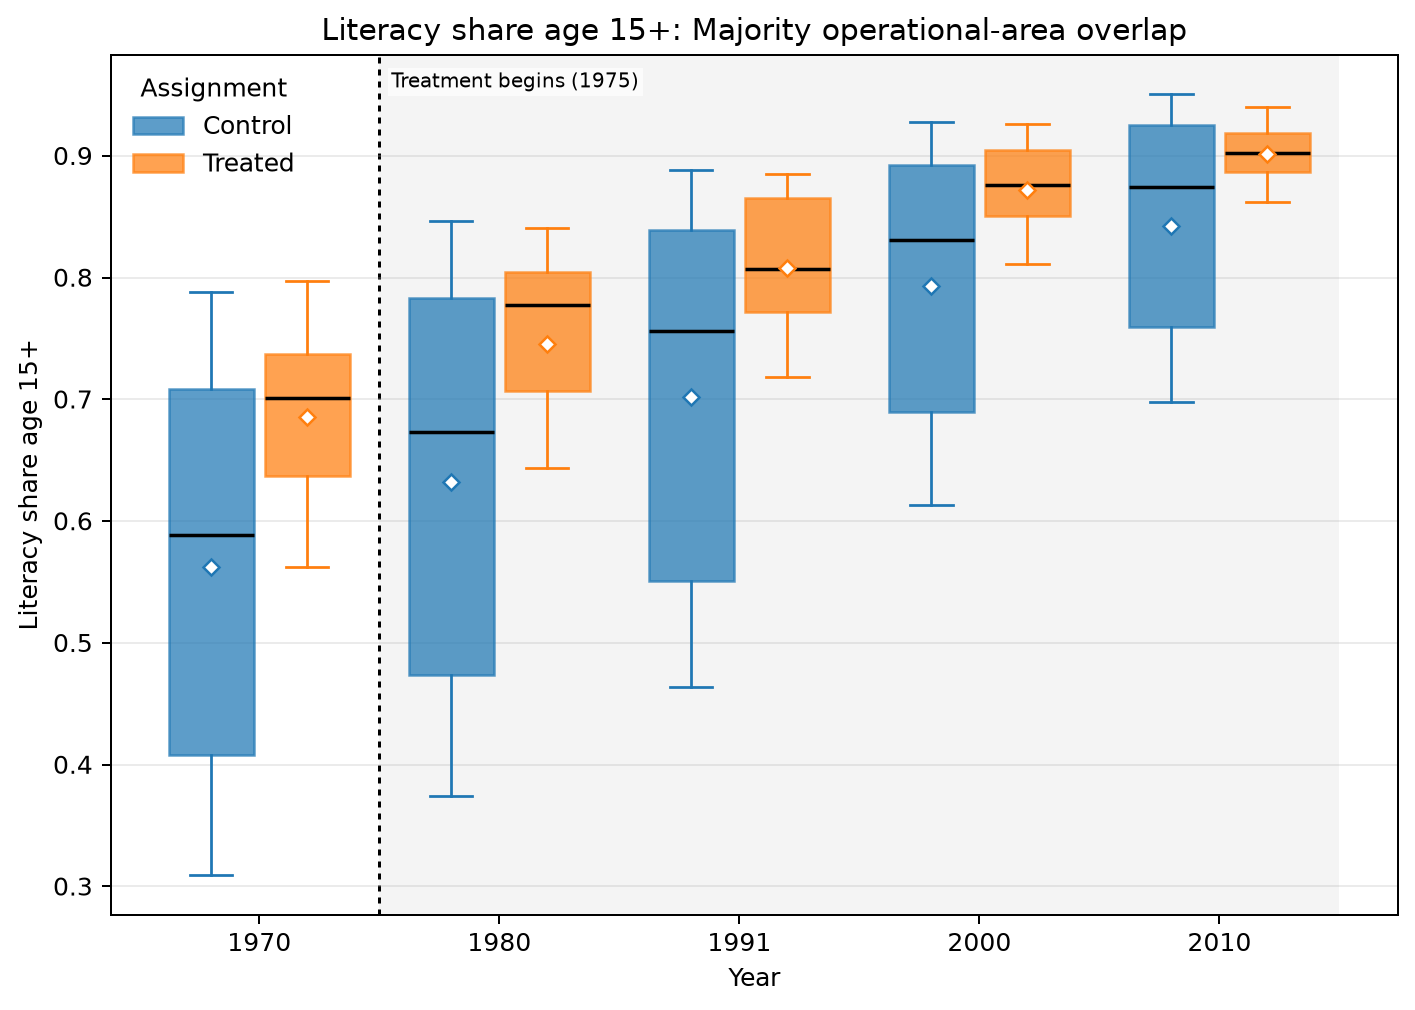 Literacy share age 15+: Majority operational-area overlap
Treatment begins (1975)
Assignment
Control
Treated
0.9
0.8
0.7
0.6
0.5
0.4
0.3
Literacy share age 15+
1970
1980
1991
2000
2010
Year